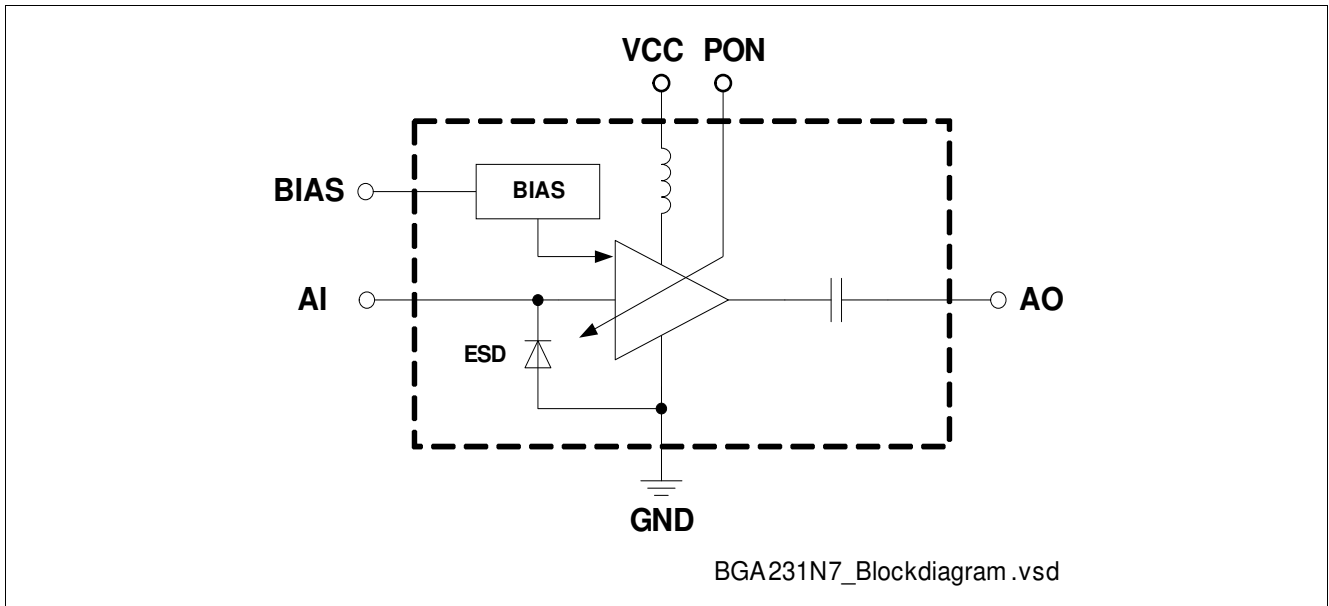 VCC PON
BIAS
BIAS
AI
AO
ESD
GND
BGA231N7_Blockdiagram.vsd